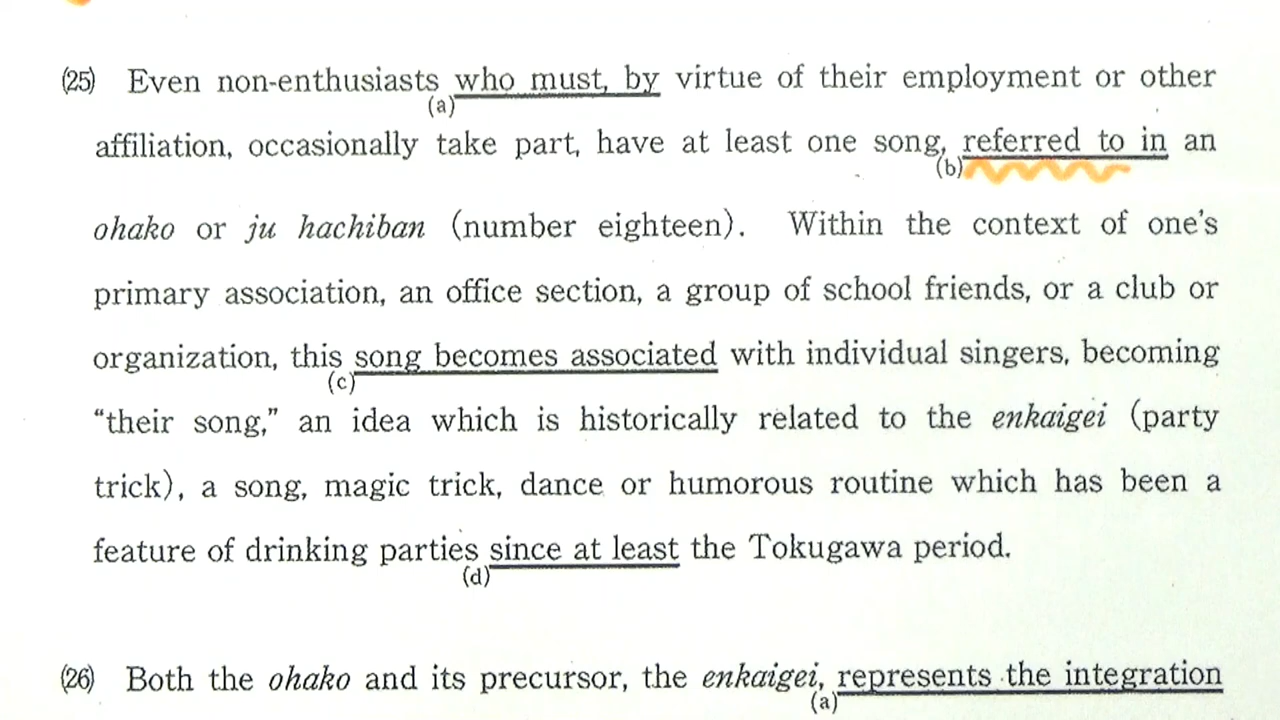 (25) Even non-enthusiasts who must, by virtue of their employment or other
(a)
affiliation, occasionally take part, have at least one song, referred to in an
(b)
ohako or ju hachiban (number eighteen). Within the context of one's
primary association, an office section, a group of school friends, or a club or
organization, this song becomes associated with individual singers, becoming
(c)
“their song,” an idea which is historically related to the enkaigei (party
trick), a song, magic trick, dance or humorous routine which has been a
feature of drinking parties since at least the Tokugawa period.
(d)
(26) Both the ohako and its precursor, the enkaigei, represents the integration
(a)